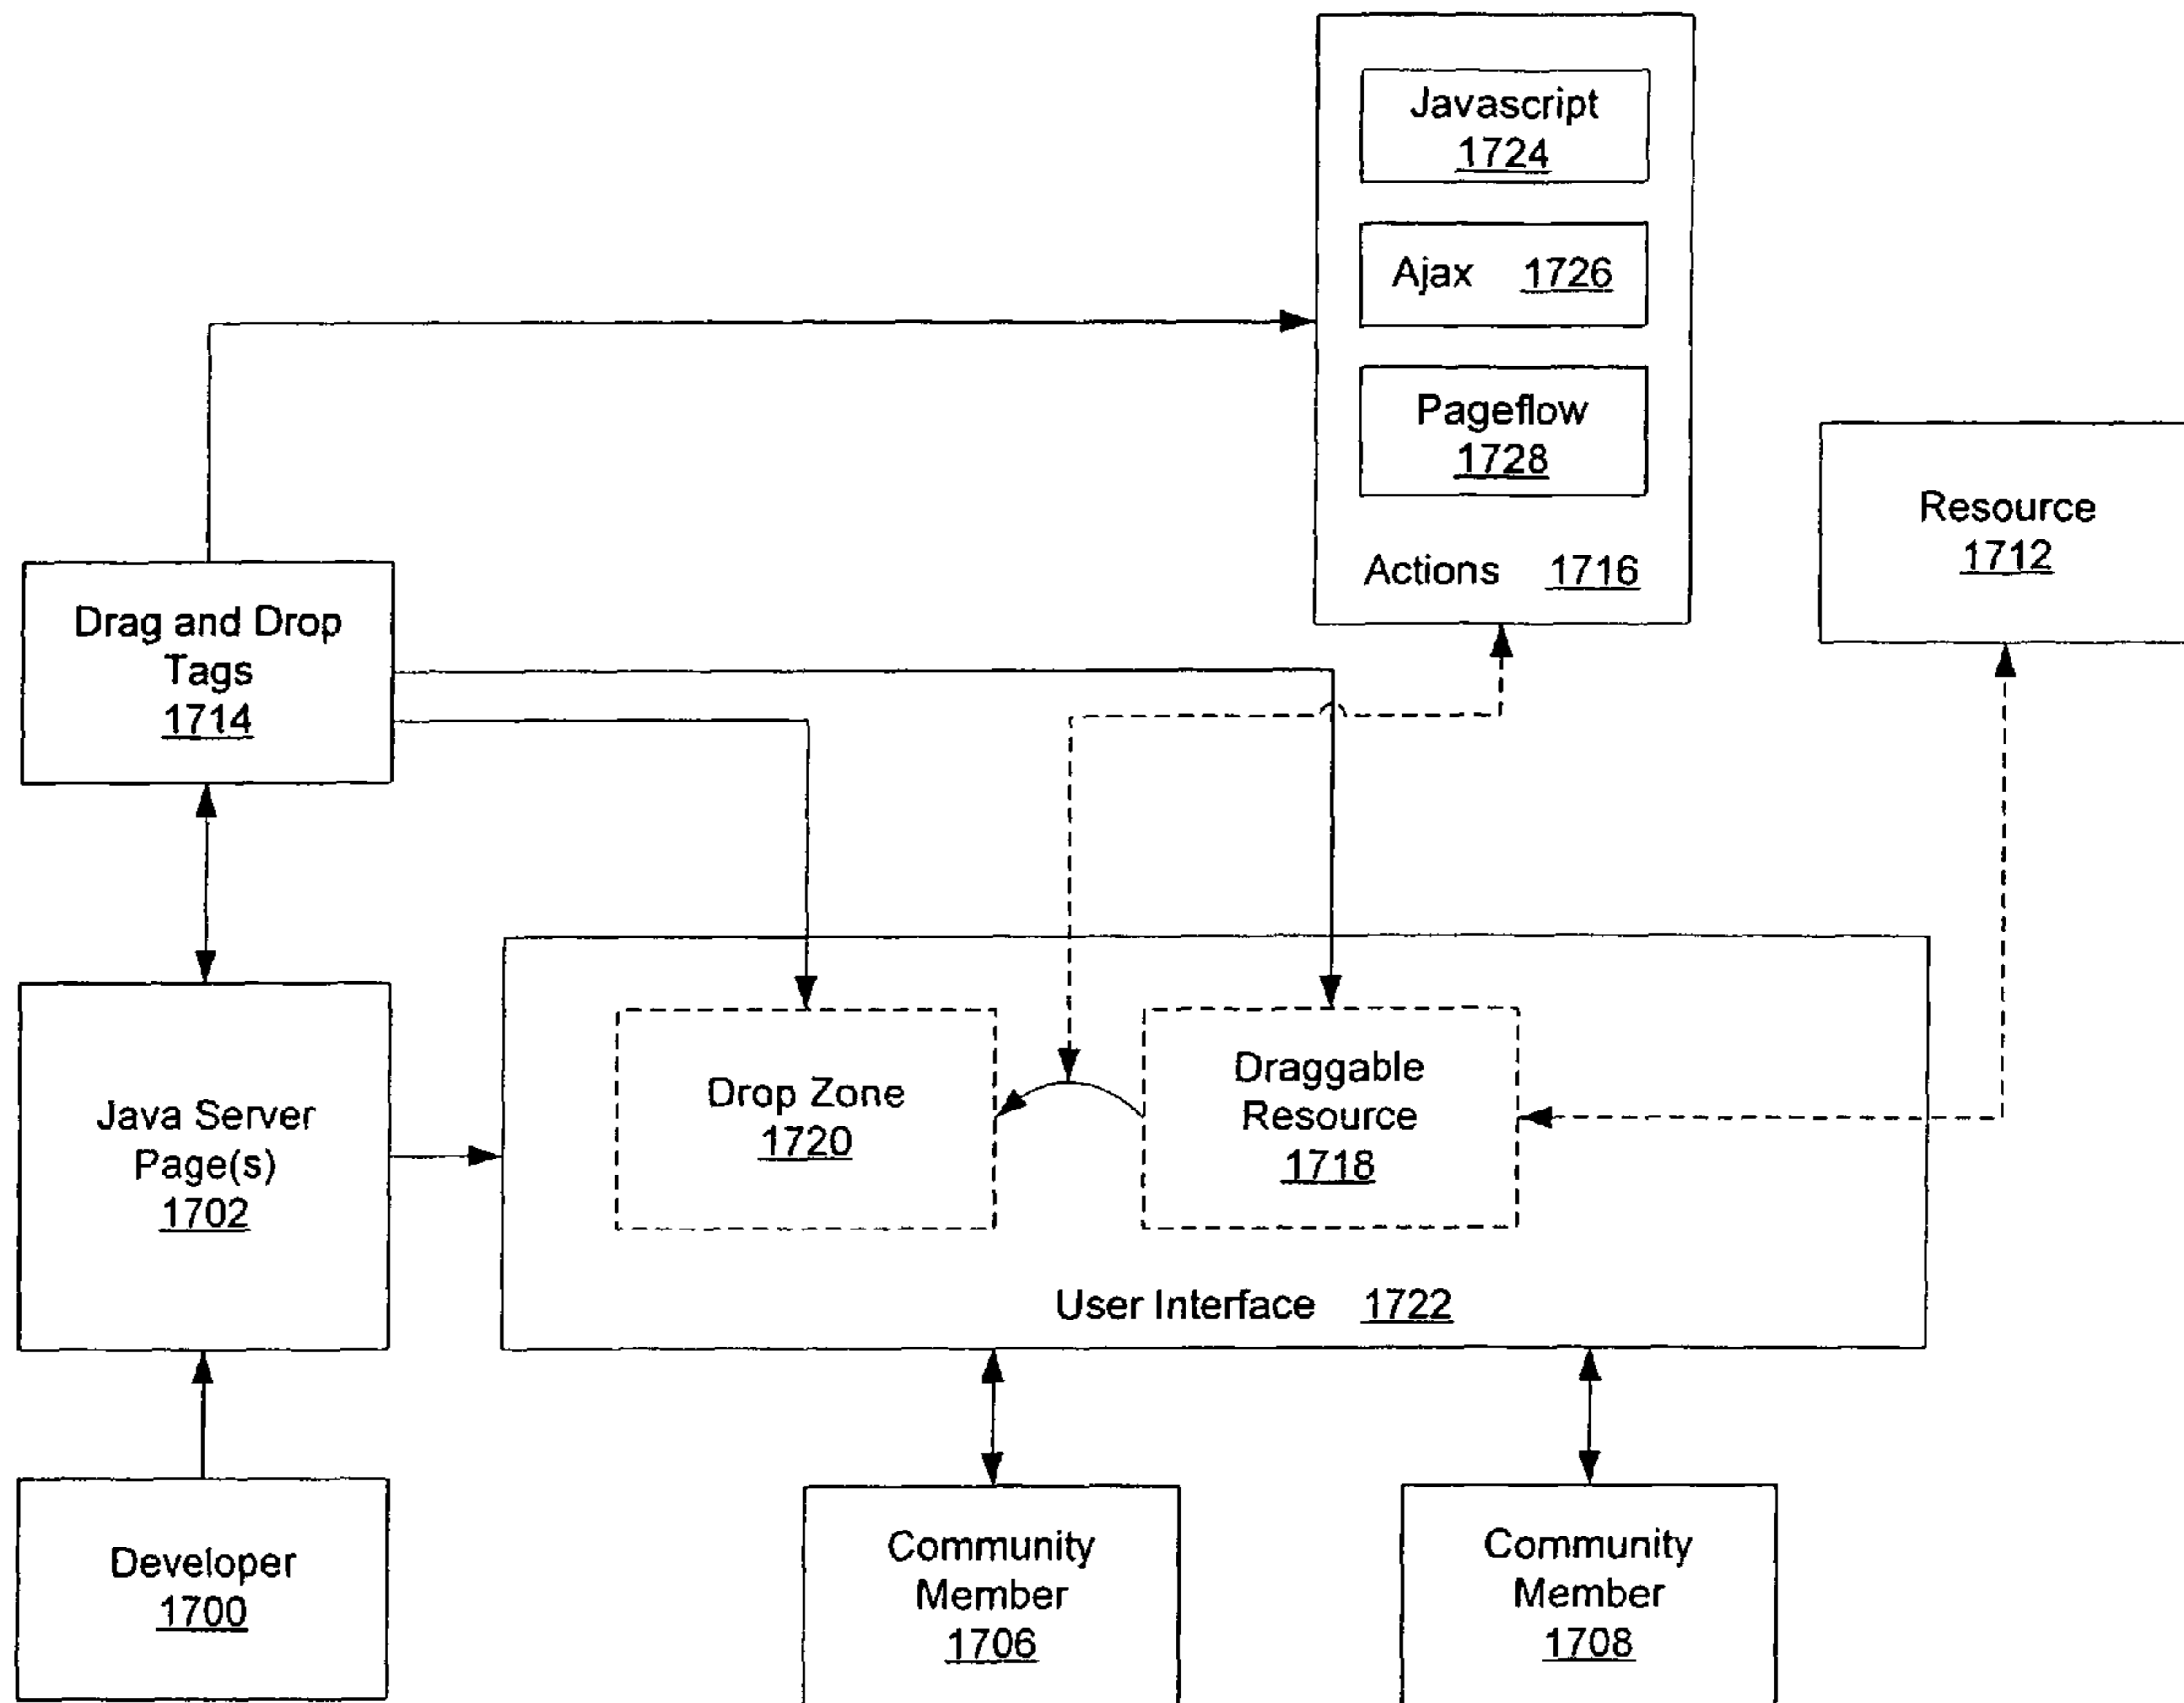 Javascript
1724
Ajax 1726
Pageflow
1728
Actions 1716
Resource
1712
Drag and Drop
Tags
1714
Drop Zone
1720
Draggable
Resource
1718
Java Server
Page(s)
1702
User Interface 1722
Developer
1700
Community
Member
1706
Community
Member
1708